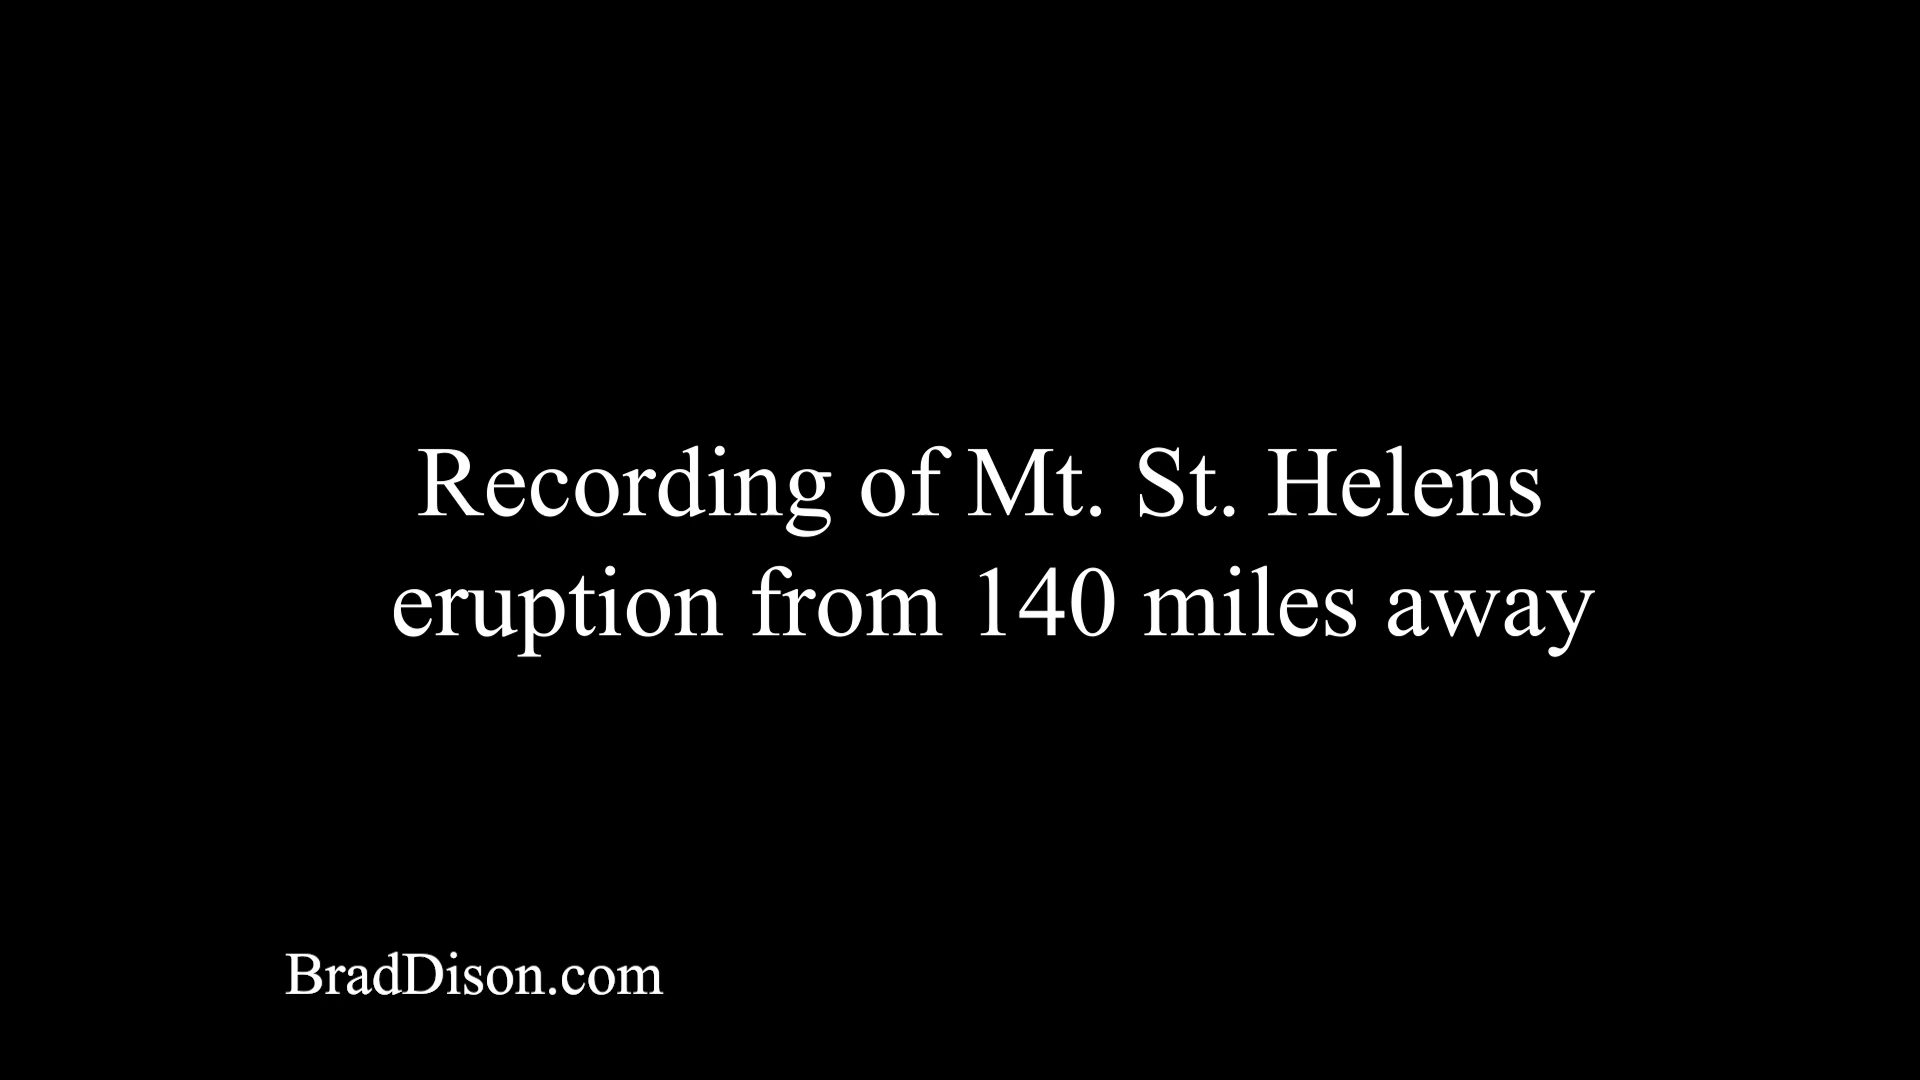 Recording of Mt. St. Helens
eruption from 140 miles away
BradDison.com